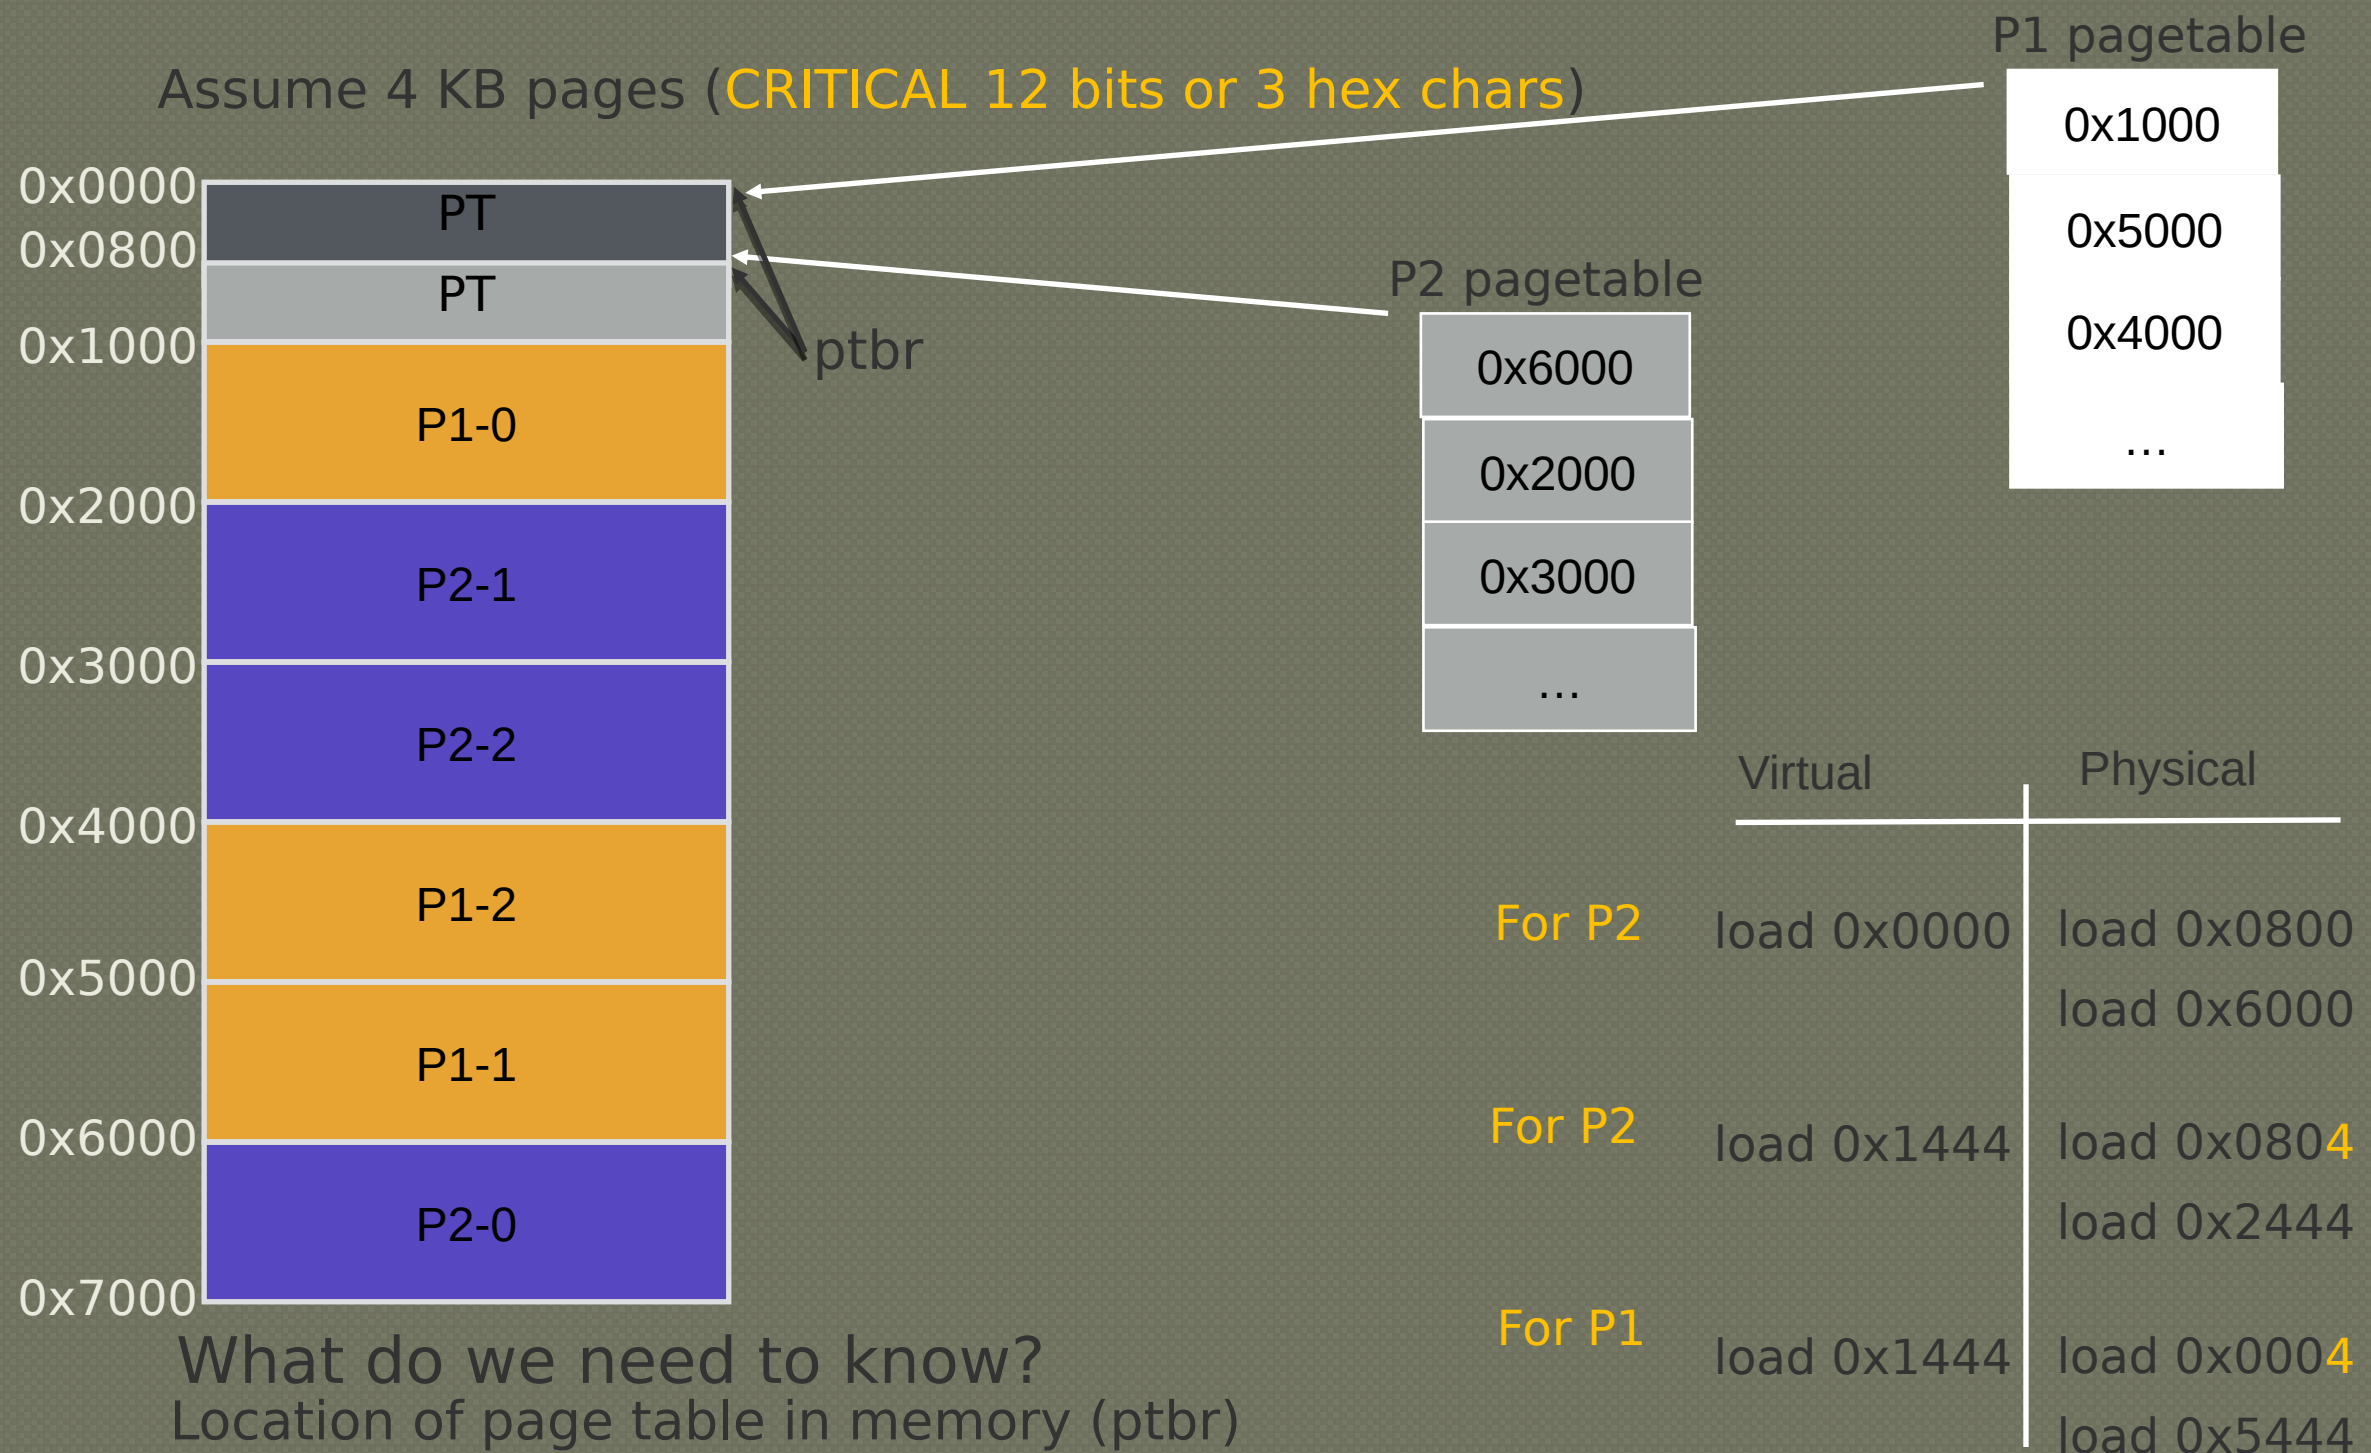 P1 pagetable
Assume 4 KB pages (CRITICAL 12 bits or 3 hex chars)
0x1000
0x5000
0x4000
…
0x0000
PT
0x0800
PT
0x1000
ptbr
P1-0
0x2000
P2-1
0x3000
P2-2
0x4000
P1-2
0x5000
P1-1
0x6000
P2-0
0x7000
P2 pagetable
0x6000
0x2000
0x3000
…
Virtual
Physical
For P2
load 0x0000
load 0x0800
load 0x6000
For P2
load 0x1444
load 0x0804
load 0x2444
For P1
load 0x1444
load 0x0004
load 0x5444
What do we need to know?
Location of page table in memory (ptbr)